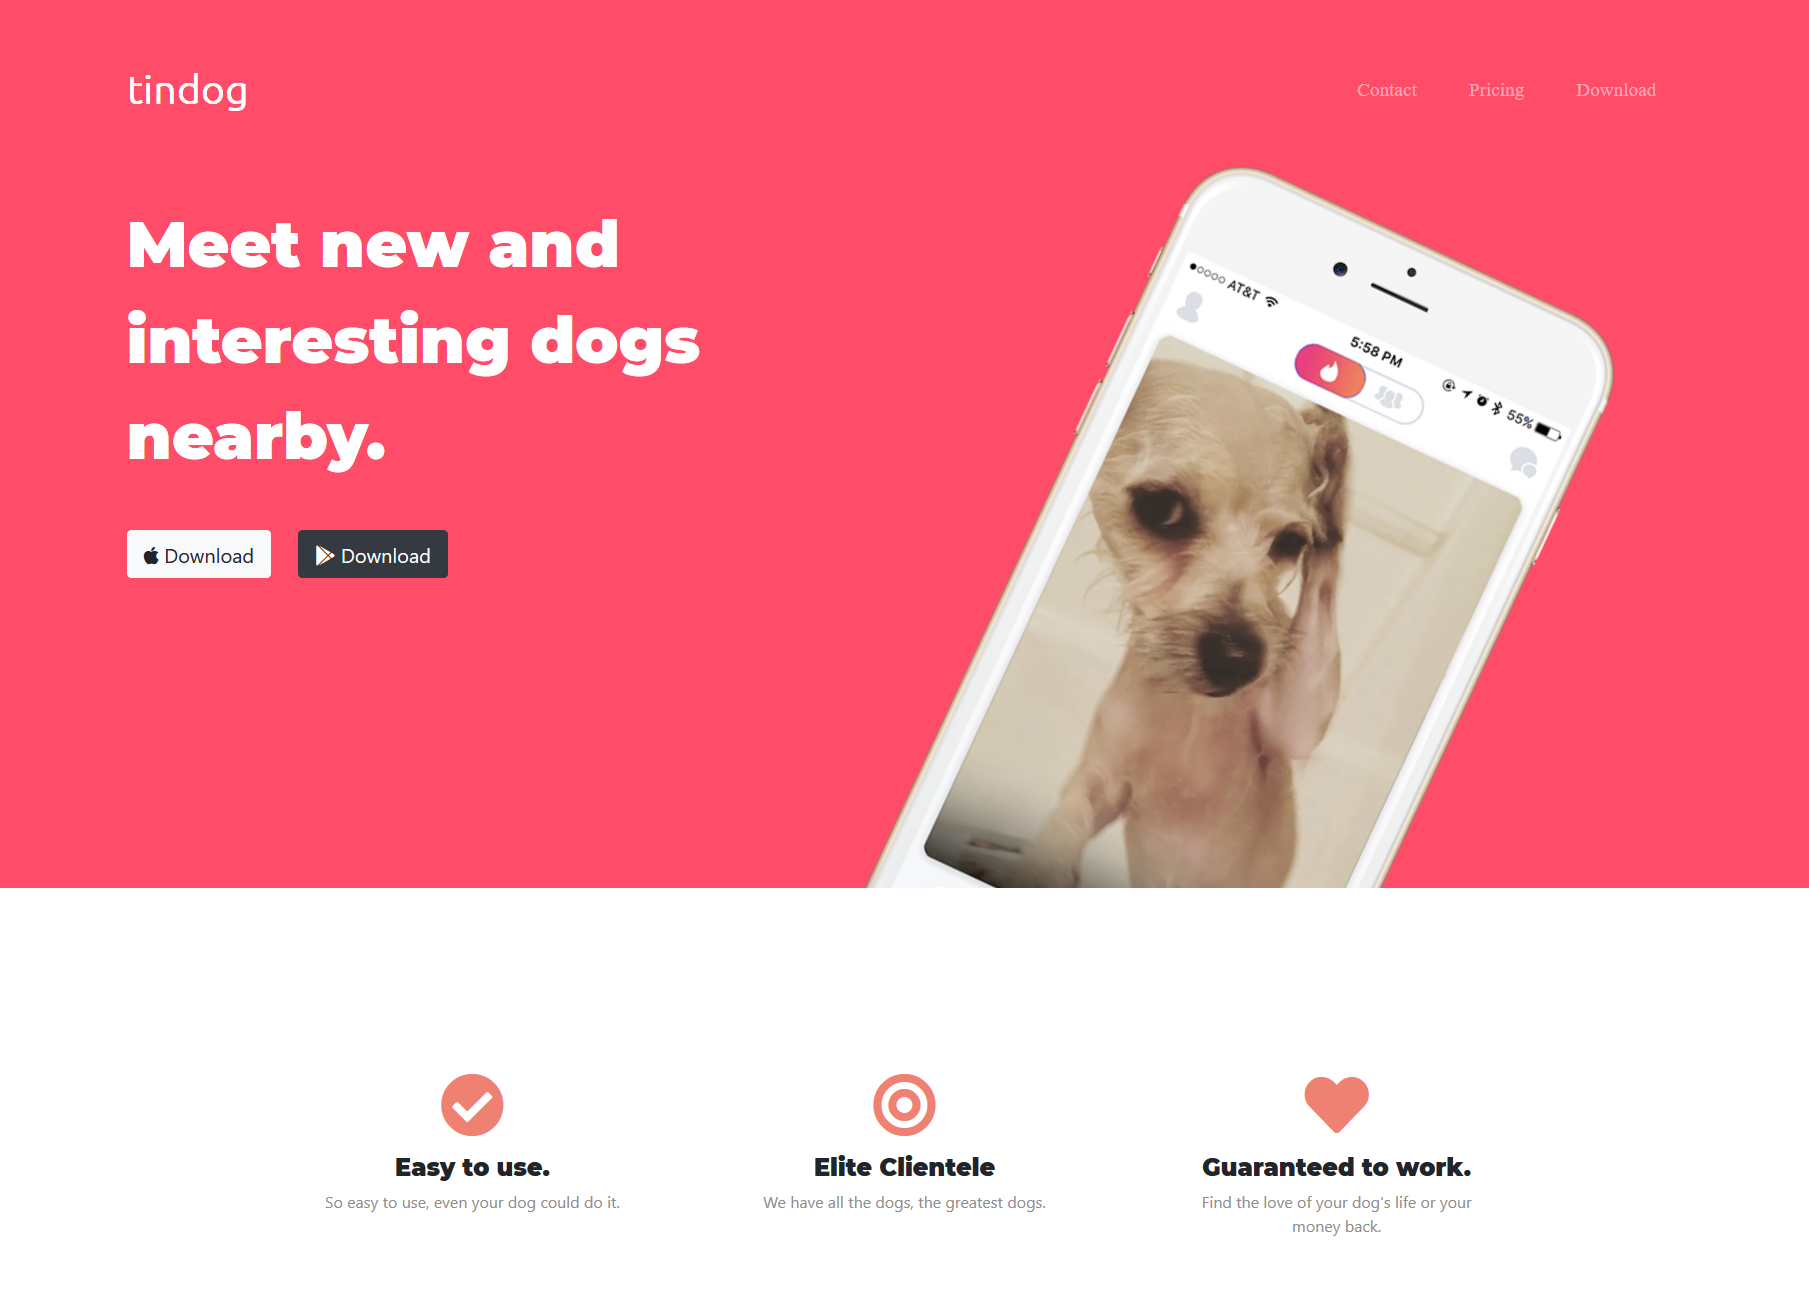 tindog
Contact Pricing Download
Meet new and
interesting dogs
nearby.
Download Download
AT&T
5:58 PM
55%
Easy to use.
So easy to use, even your dog could do it.
Elite Clientele
We have all the dogs, the greatest dogs.
Guaranteed to work.
Find the love of your dog's life or your
money back.